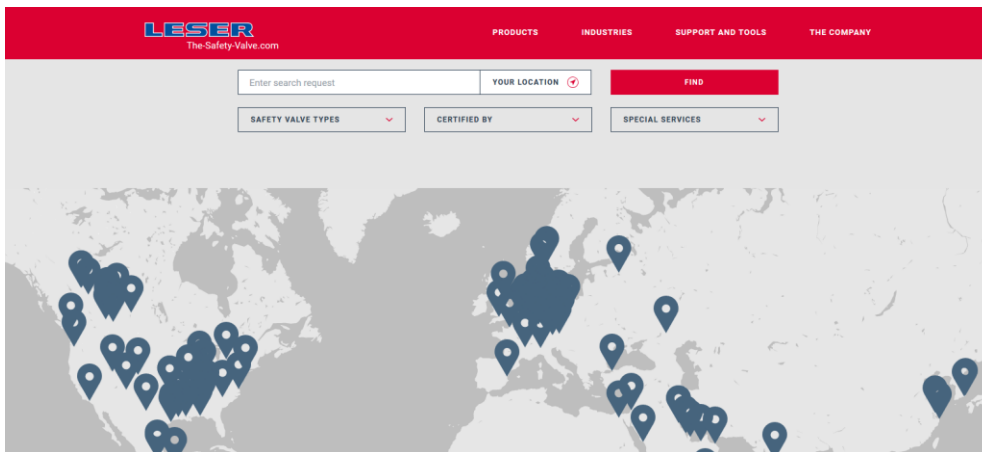 LESER
The-Safety-Valve.com
PRODUCTS INDUSTRIES SUPPORT AND TOOLS THE COMPANY
Enter search request YOUR LOCATION FIND
SAFETY VALVE TYPES CERTIFIED BY SPECIAL SERVICES